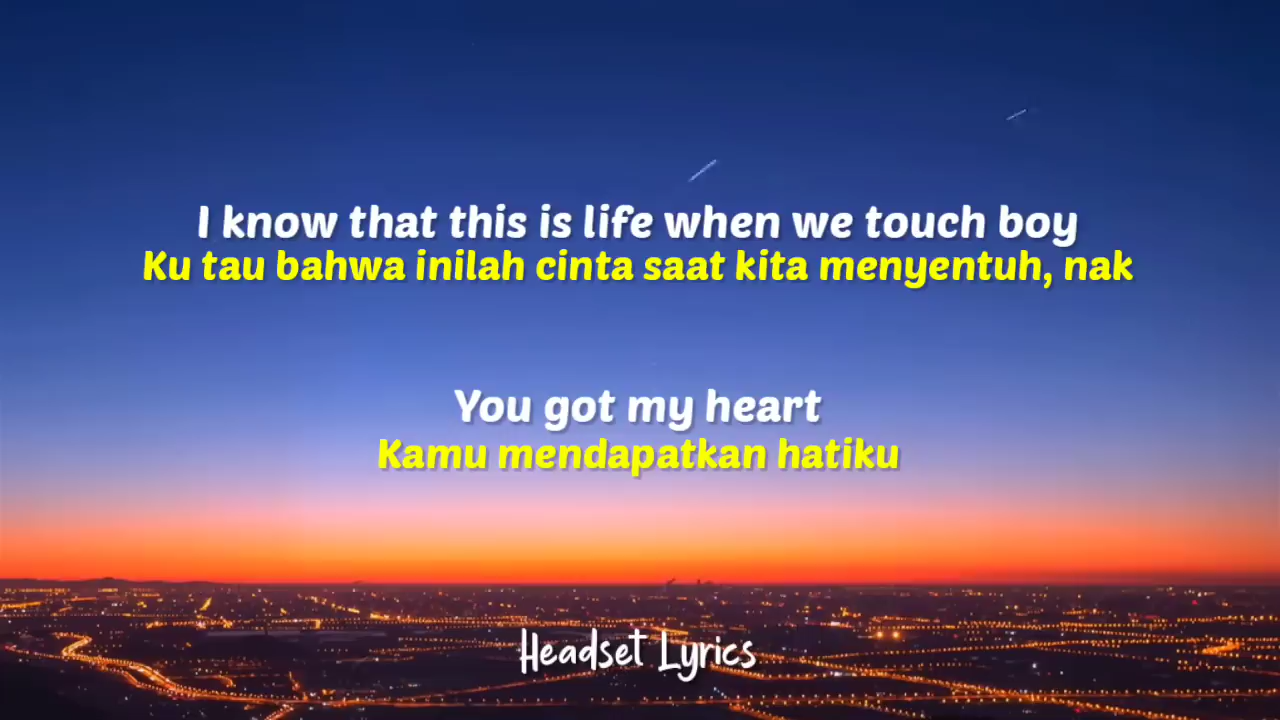 I know that this is life when we touch boy
Ku tau bahwa inilah cinta saat kita menyentuh, nak
You got my heart
Kamu mendapatkan hatiku
Headset Lyrics